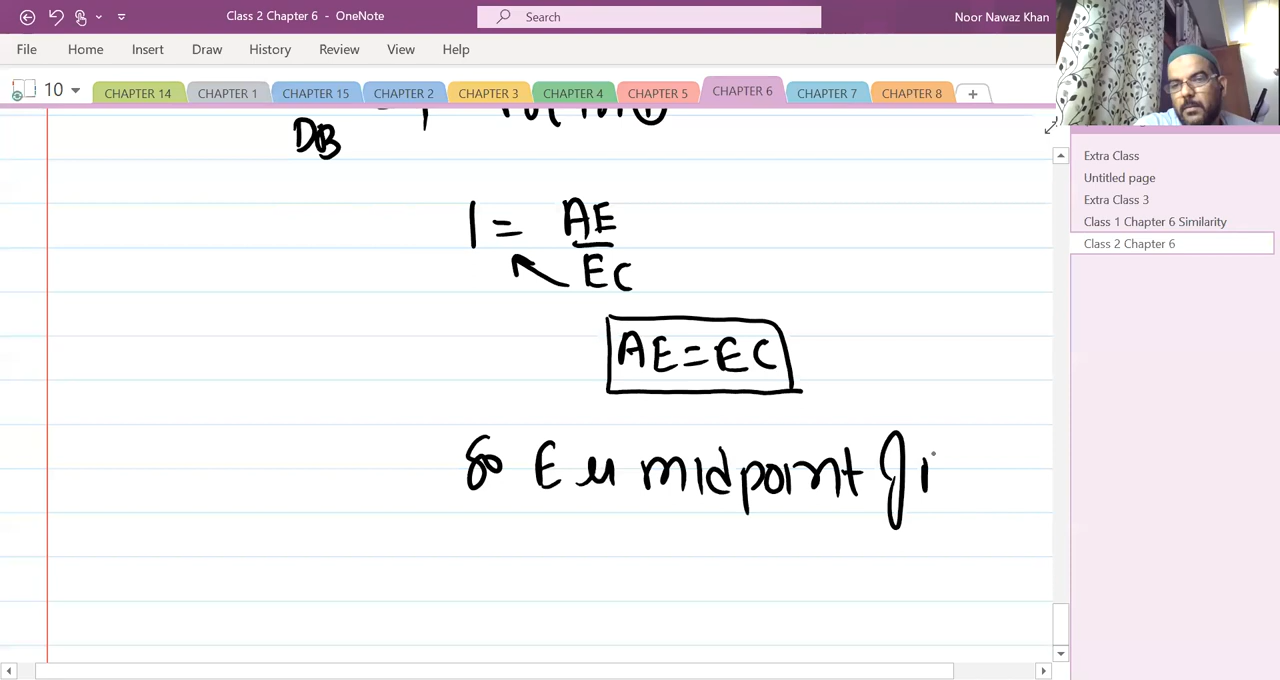 Class 2 Chapter 6 - OneNote
Search
Noor Nawaz Khan
File Home Insert Draw History Review View Help
10
CHAPTER 14 CHAPTER 1 CHAPTER 15 CHAPTER 2 CHAPTER 3 CHAPTER 4 CHAPTER 5 CHAPTER 6 CHAPTER 7 CHAPTER 8 +
Extra Class
Untitled page
Extra Class 3
Class 1 Chapter 6 Similarity
Class 2 Chapter 6
DB
1 = AE
EC
AE = EC
So E is midpoint of